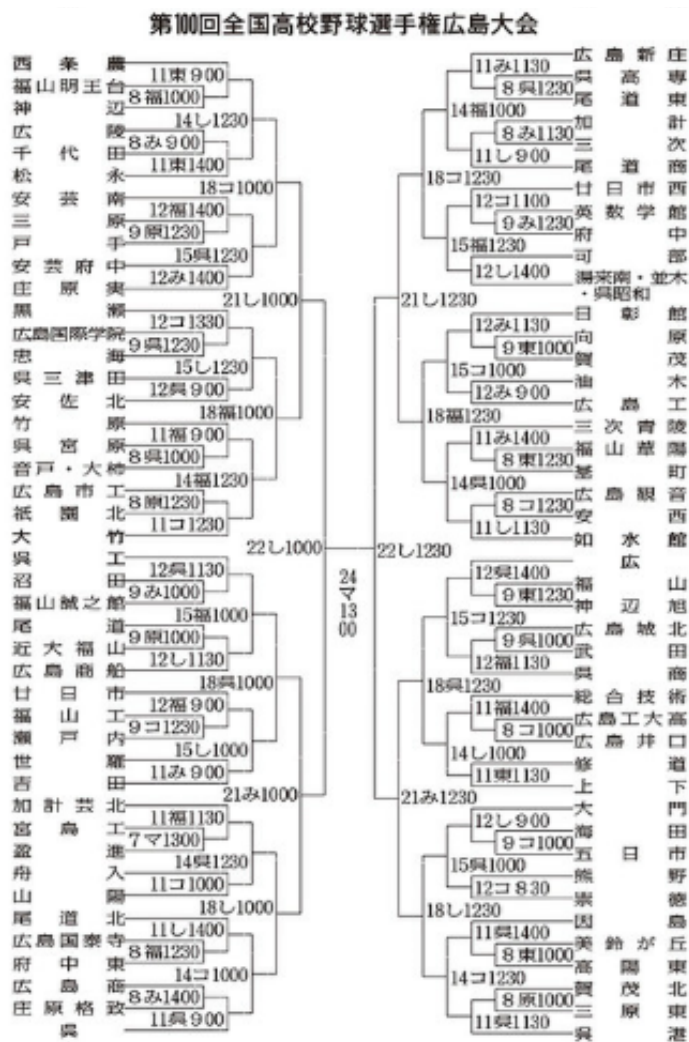 第100回全国高校野球選手権広島大会
西条農
福山明王台
神辺
広陵
千代田
松永
安芸南
三原
戸手
安芸府中
庄原実
黒瀬
広島国際学院
忠海
呉三津田
安佐北
竹原
呉宮原
音戸・大柿
広島市工
祇園北
大竹
呉工
沼田
福山誠之館
尾道
近大福山
広島商船
廿日市
福山工
瀬戸内
世羅
吉田
加計芸北
宮島工
盈進
舟入
山陽
尾道北
広島国泰寺
府中東
広島商
庄原格致
呉
11東900
8福1000
14し1230
8み900
11東1400
18コ1000
12福1400
9原1230
15呉1230
12み1400
21し1000
12コ1330
9呉1230
15し1230
12呉900
18福1000
11福900
8呉1000
14福1230
8原1230
11コ1230
22し1000
12呉1130
9み1000
15福1000
9原1000
12し1130
18呉1000
12福900
9コ1230
15し1000
11み900
21み1000
11福1130
7マ1300
14呉1230
11コ1000
18し1000
11し1400
8福1230
14コ1000
8み1400
11呉900
24マ1300
11み1130
8呉1230
14福1000
8み1130
11し900
18コ1230
12コ1100
9み1230
15福1230
12し1400
21し1230
12み1130
9東1000
15コ1000
12み900
18福1230
11み1400
8東1230
14呉1000
8コ1230
11し1130
22し1230
12呉1400
9東1230
15コ1230
9呉1000
12福1130
18呉1230
11福1400
8コ1000
14し1000
11東1130
21み1230
12し900
9コ1000
15呉1000
12コ830
18し1230
11呉1400
8東1000
14コ1230
8原1000
11呉1130
広島新庄
呉高専
尾道東
加計
三次
尾道商
廿日市西
英数学館
府中
可部
湯来南・並木
・呉昭和
日彰館
向原
賀茂
油木
広島工
三次青陵
福山葦陽
基町
広島観音
安西
如水館
広
福山
神辺旭
広島城北
武田
呉商
総合技術
広島工大高
広島井口
修道
上下
大門
海田
五日市
熊野
崇徳
因島
美鈴が丘
高陽東
賀茂北
三原東
呉港